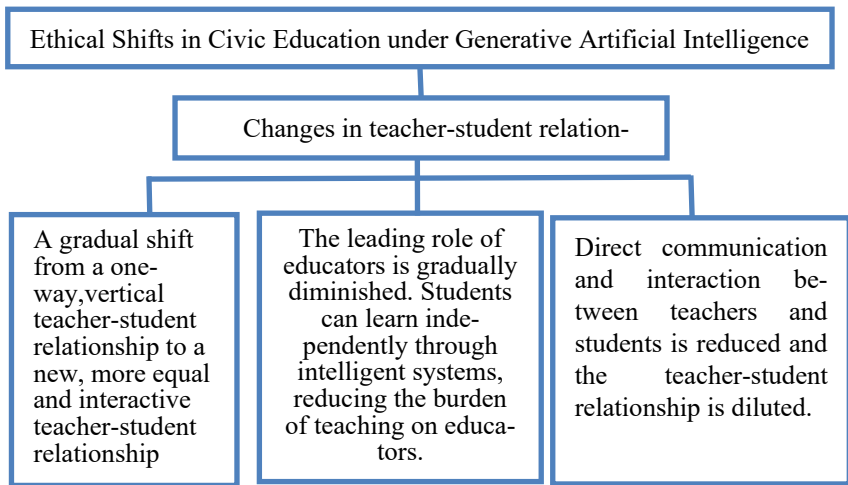 Ethical Shifts in Civic Education under Generative Artificial Intelligence
Changes in teacher-student relation-
A gradual shift
from a one-
way,vertical
teacher-student
relationship to a
new, more equal
and interactive
teacher-student
relationship
The leading role of
educators is gradually
diminished. Students
can learn inde-
pendently through
intelligent systems,
reducing the burden
of teaching on educa-
tors.
Direct communication
and interaction be-
tween teachers and
students is reduced and
the teacher-student
relationship is diluted.